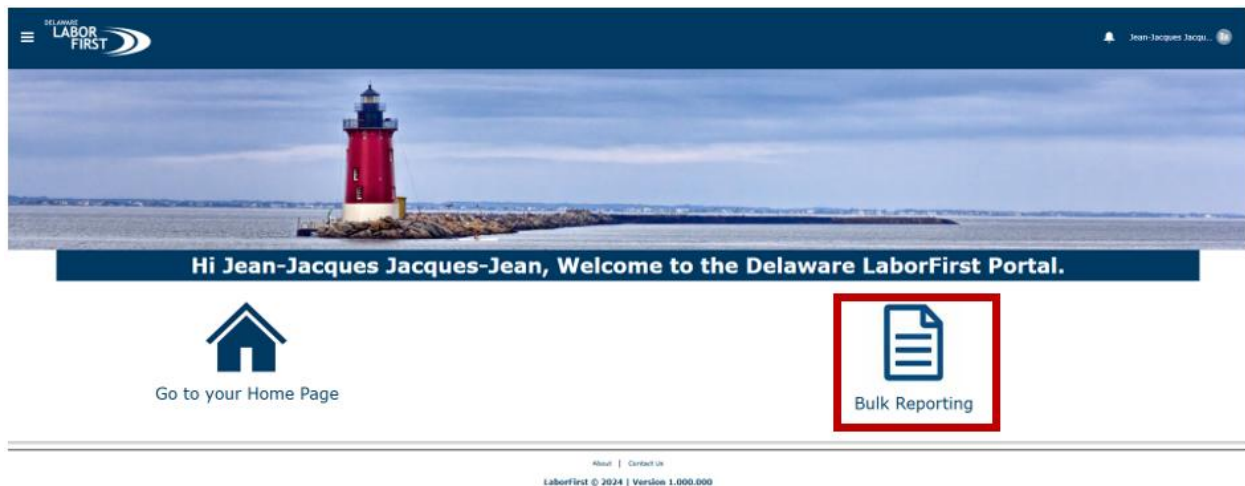 DELAWARE
LABOR
FIRST
Jean-Jacques Jacqu...
Hi Jean-Jacques Jacques-Jean, Welcome to the Delaware LaborFirst Portal.
Go to your Home Page
Bulk Reporting
About | Contact Us
LaborFirst © 2024 | Version 1.000.000